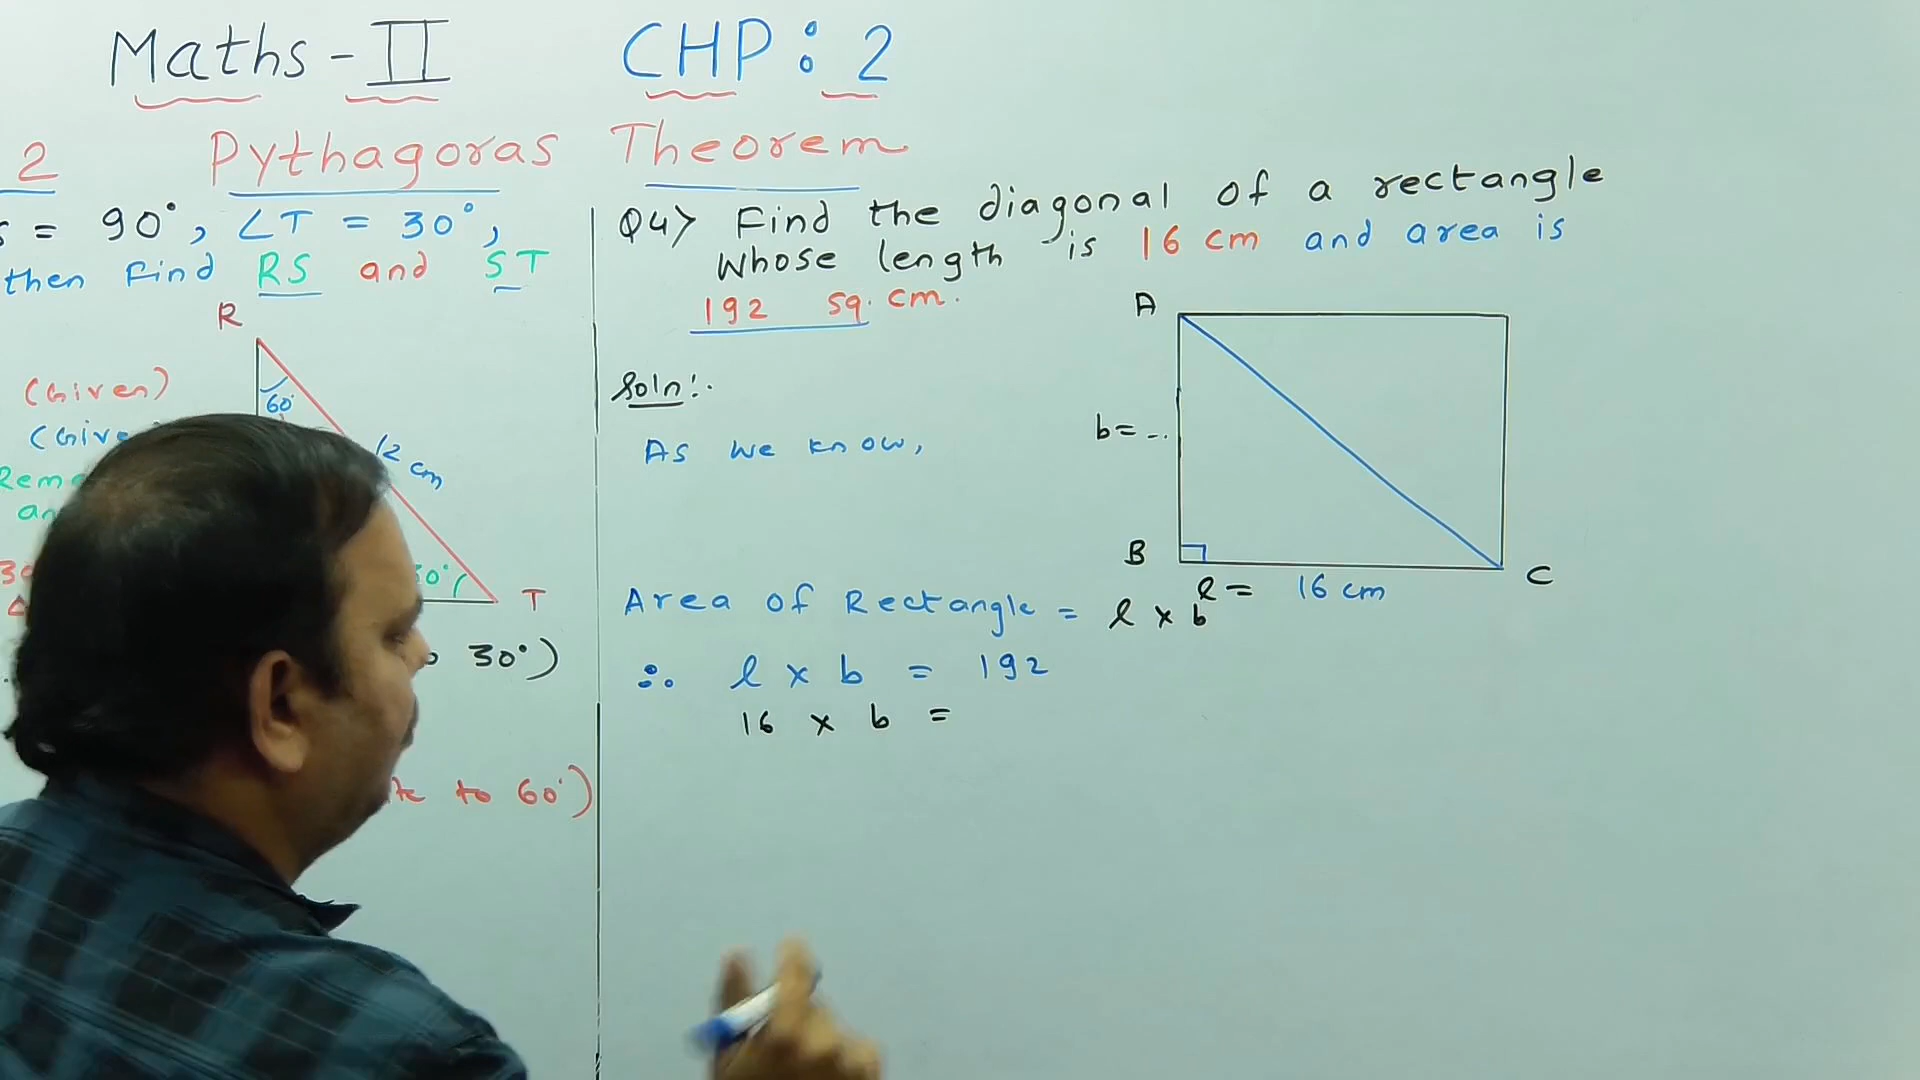 Maths - II CHP : 2
2 Pythagoras Theorem
= 90°, ∠T = 30°,
then find RS and ST
R
(Given)
60°
12 cm
T
30°)
to 60°)
Q4> Find the diagonal of a rectangle
whose length is 16 cm and area is
192 sq. cm.
Soln:.
As we know,
A
b = ...
B
C
l = 16 cm
Area of Rectangle = l x b
∴ l x b = 192
16 x b =